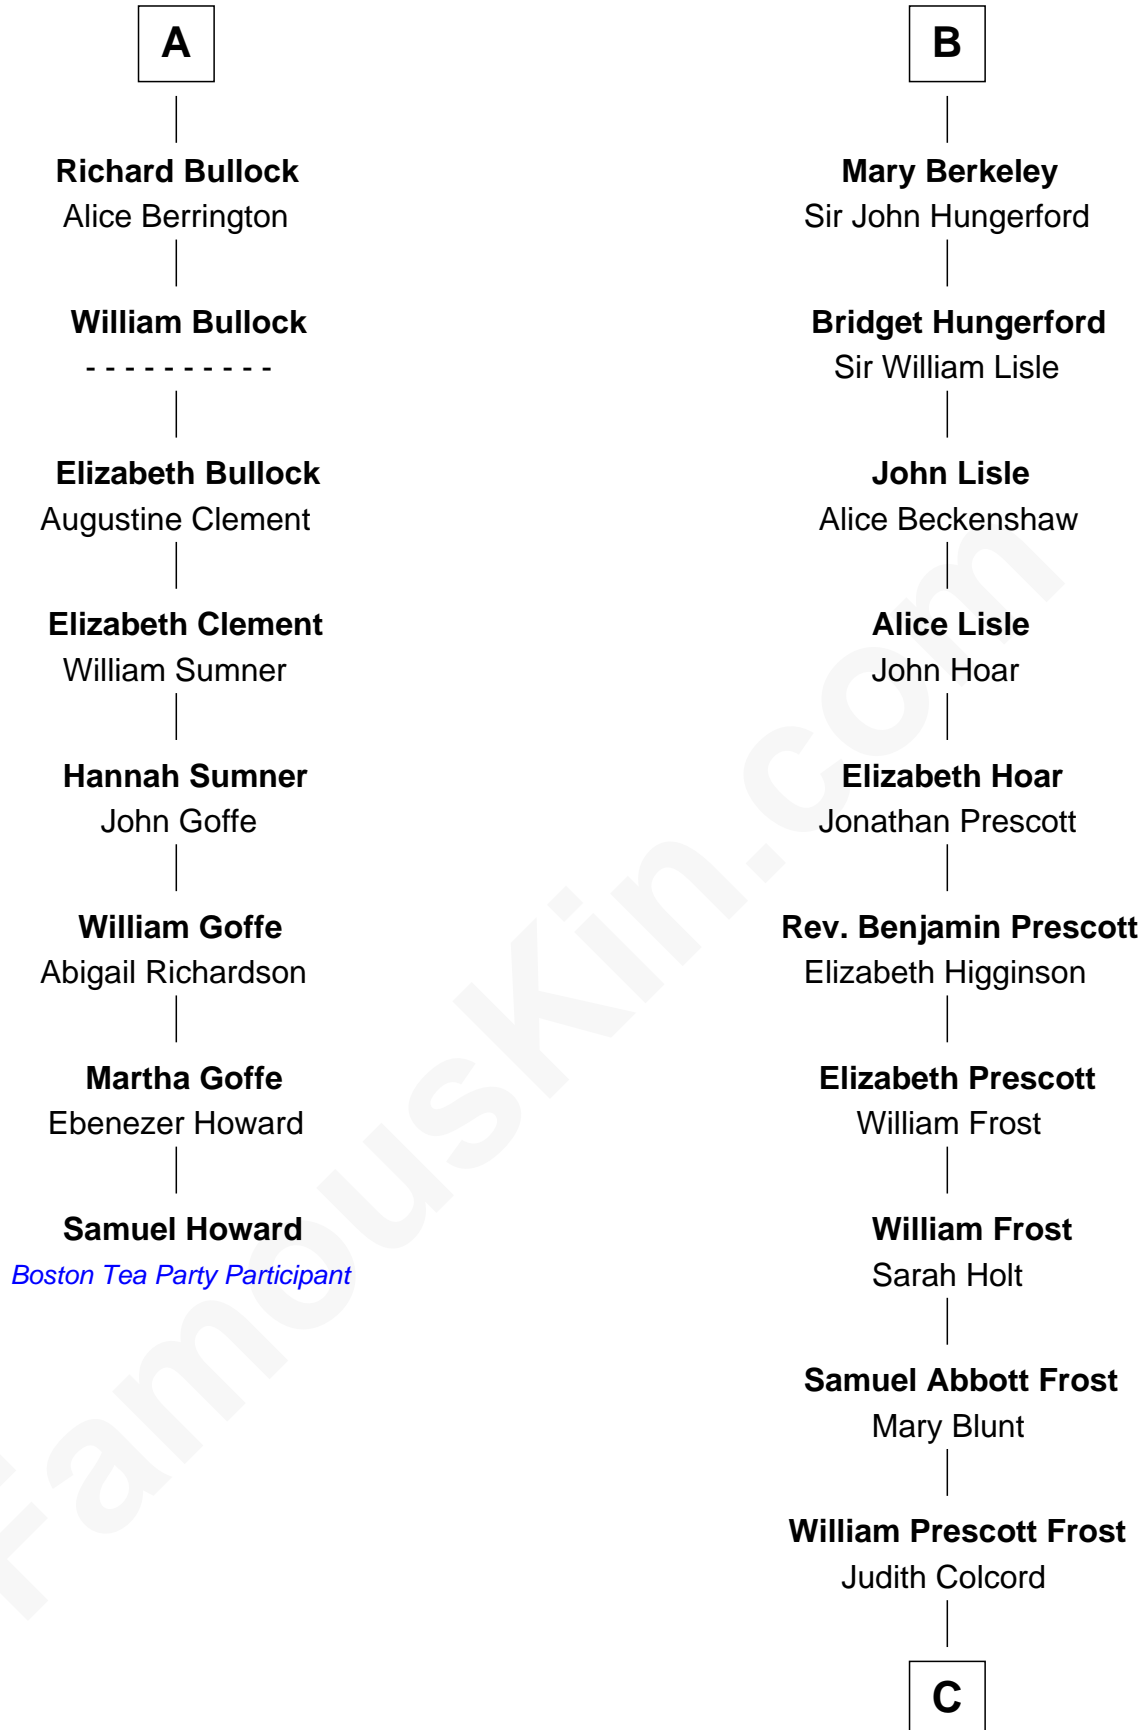 A
Richard Bullock
Alice Berrington
William Bullock
- - - - - - - - - -
Elizabeth Bullock
Augustine Clement
Elizabeth Clement
William Sumner
Hannah Sumner
John Goffe
William Goffe
Abigail Richardson
Martha Goffe
Ebenezer Howard
Samuel Howard
Boston Tea Party Participant
B
Mary Berkeley
Sir John Hungerford
Bridget Hungerford
Sir William Lisle
John Lisle
Alice Beckenshaw
Alice Lisle
John Hoar
Elizabeth Hoar
Jonathan Prescott
Rev. Benjamin Prescott
Elizabeth Higginson
Elizabeth Prescott
William Frost
William Frost
Sarah Holt
Samuel Abbott Frost
Mary Blunt
William Prescott Frost
Judith Colcord
C
FamousKin.com